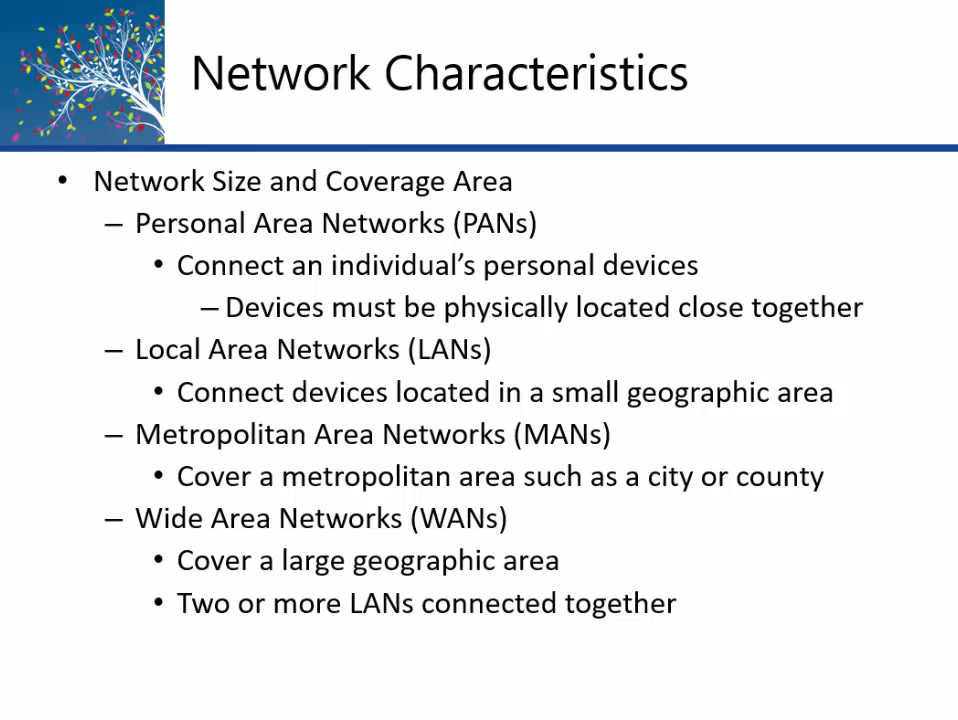 Network Characteristics
• Network Size and Coverage Area
– Personal Area Networks (PANs)
• Connect an individual’s personal devices
– Devices must be physically located close together
– Local Area Networks (LANs)
• Connect devices located in a small geographic area
– Metropolitan Area Networks (MANs)
• Cover a metropolitan area such as a city or county
– Wide Area Networks (WANs)
• Cover a large geographic area
• Two or more LANs connected together